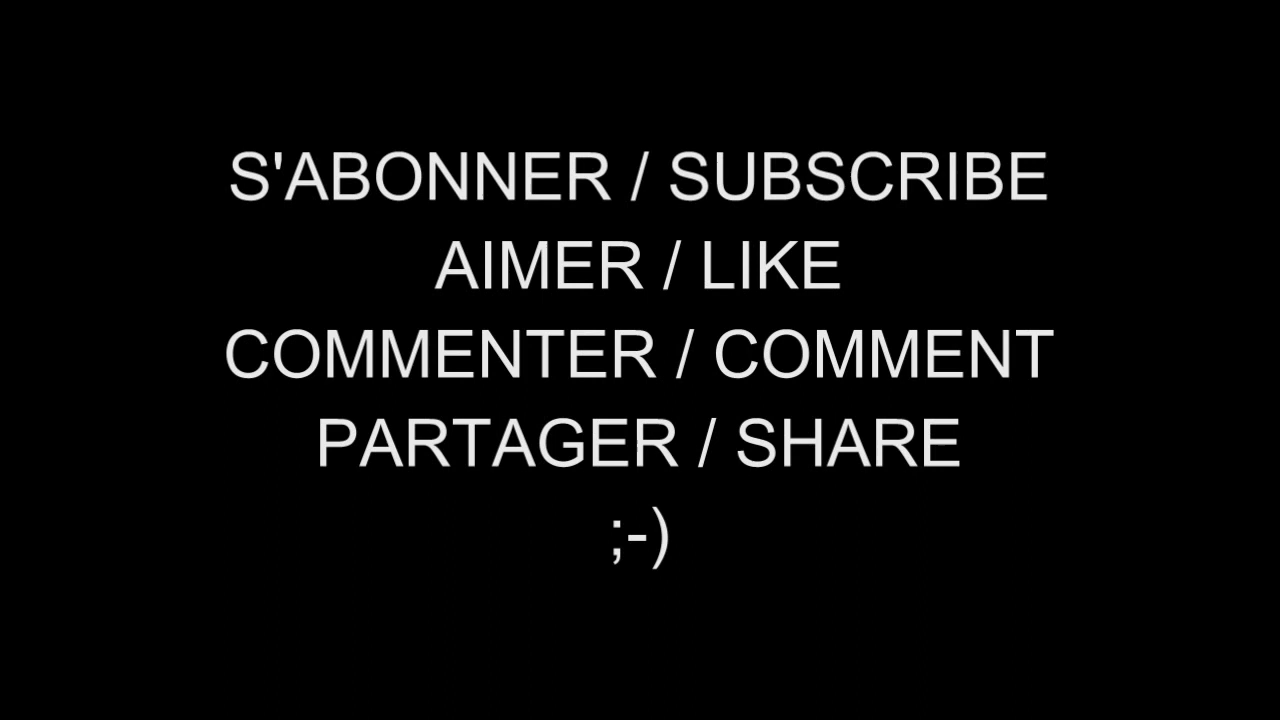 S'ABONNER / SUBSCRIBE
AIMER / LIKE
COMMENTER / COMMENT
PARTAGER / SHARE
;-)